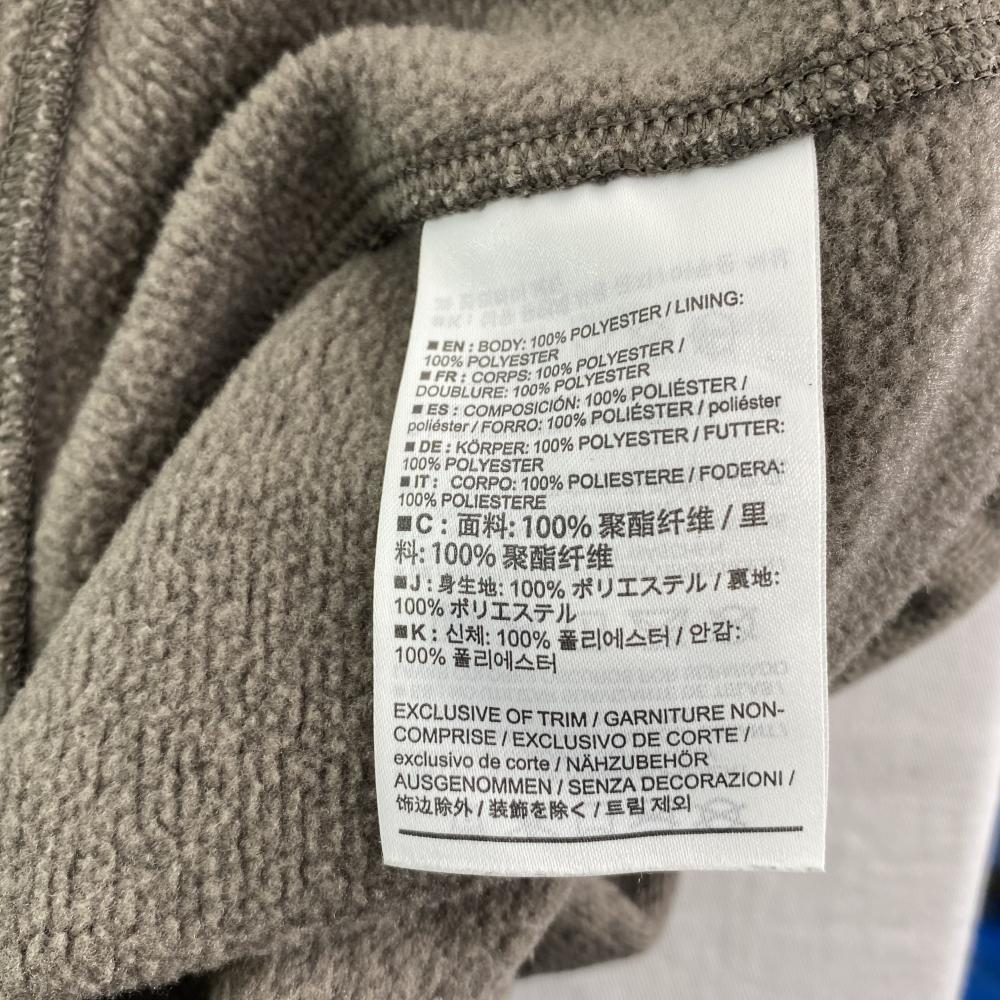 ■ EN : BODY: 100% POLYESTER / LINING:
100% POLYESTER
■ FR : CORPS: 100% POLYESTER /
DOUBLURE: 100% POLYESTER
■ ES : COMPOSICIÓN: 100% POLIÉSTER /
poliéster / FORRO: 100% POLIÉSTER / poliéster
■ DE : KÖRPER: 100% POLYESTER / FUTTER:
100% POLYESTER
■ IT : CORPO: 100% POLIESTERE / FODERA:
100% POLIESTERE
■ C : 面料: 100% 聚酯纤维 / 里
料: 100% 聚酯纤维
■ J : 身生地: 100% ポリエステル / 裏地:
100% ポリエステル
■ K : 신체: 100% 폴리에스터 / 안감:
100% 폴리에스터
EXCLUSIVE OF TRIM / GARNITURE NON-
COMPRISE / EXCLUSIVO DE CORTE /
exclusivo de corte / NÄHZUBEHÖR
AUSGENOMMEN / SENZA DECORAZIONI /
饰边除外 / 装飾を除く / 트림 제외